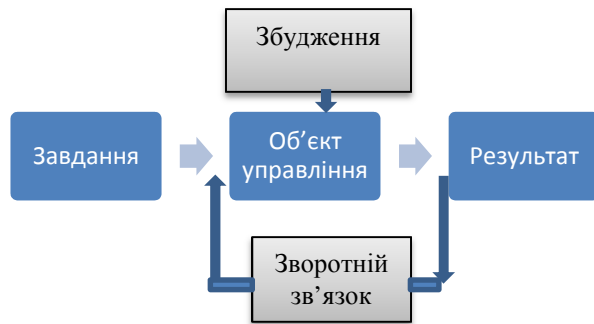 Збудження
Завдання
Об’єкт
управління
Результат
Зворотній
зв’язок